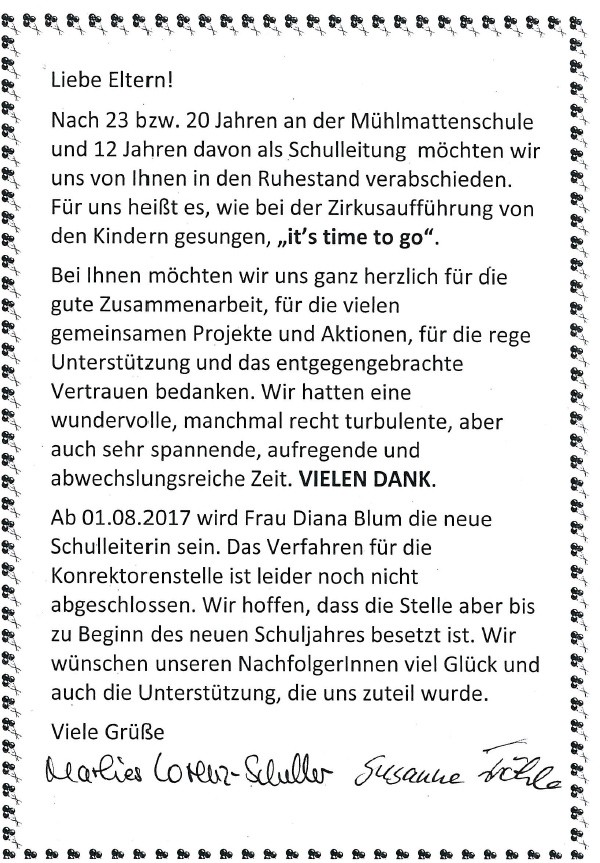 Liebe Eltern!
Nach 23 bzw. 20 Jahren an der Mühlmattenschule
und 12 Jahren davon als Schulleitung möchten wir
uns von Ihnen in den Ruhestand verabschieden.
Für uns heißt es, wie bei der Zirkusaufführung von
den Kindern gesungen, „it’s time to go“.
Bei Ihnen möchten wir uns ganz herzlich für die
gute Zusammenarbeit, für die vielen
gemeinsamen Projekte und Aktionen, für die rege
Unterstützung und das entgegengebrachte
Vertrauen bedanken. Wir hatten eine
wundervolle, manchmal recht turbulente, aber
auch sehr spannende, aufregende und
abwechslungsreiche Zeit. VIELEN DANK.
Ab 01.08.2017 wird Frau Diana Blum die neue
Schulleiterin sein. Das Verfahren für die
Konrektorenstelle ist leider noch nicht
abgeschlossen. Wir hoffen, dass die Stelle aber bis
zu Beginn des neuen Schuljahres besetzt ist. Wir
wünschen unseren NachfolgerInnen viel Glück und
auch die Unterstützung, die uns zuteil wurde.
Viele Grüße
Marlies Lorenz-Schuller Susanne Fröhle